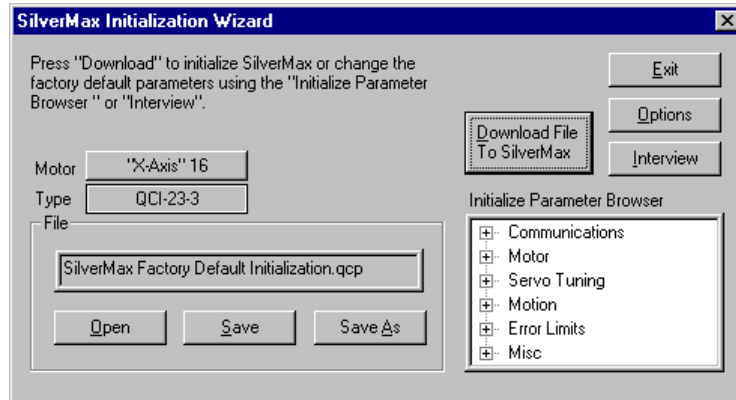 SilverMax Initialization Wizard
Press "Download" to initialize SilverMax or change the
factory default parameters using the "Initialize Parameter
Browser " or "Interview".
Exit
Options
Download File
To SilverMax
Interview
Motor "X-Axis" 16
Type QCI-23-3
File
SilverMax Factory Default Initialization.qcp
Open Save Save As
Initialize Parameter Browser
Communications
Motor
Servo Tuning
Motion
Error Limits
Misc